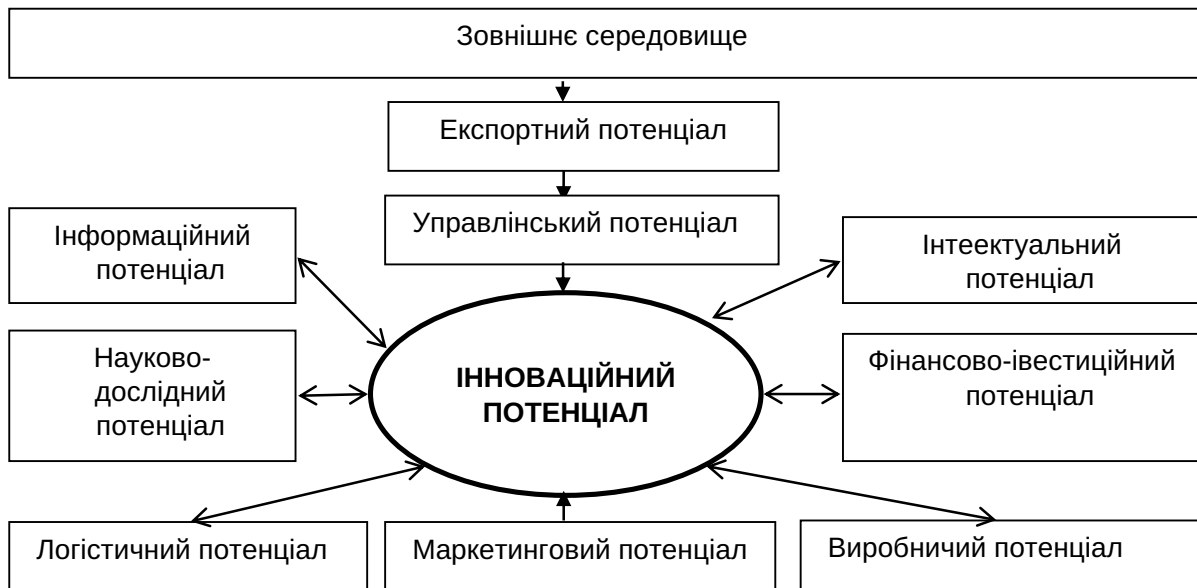 Зовнішнє середовище
Експортний потенціал
Управлінський потенціал
Інформаційний
потенціал
Інтеектуальний
потенціал
Науково-
дослідний
потенціал
ІННОВАЦІЙНИЙ
ПОТЕНЦІАЛ
Фінансово-івестиційний
потенціал
Логістичний потенціал
Маркетинговий потенціал
Виробничий потенціал